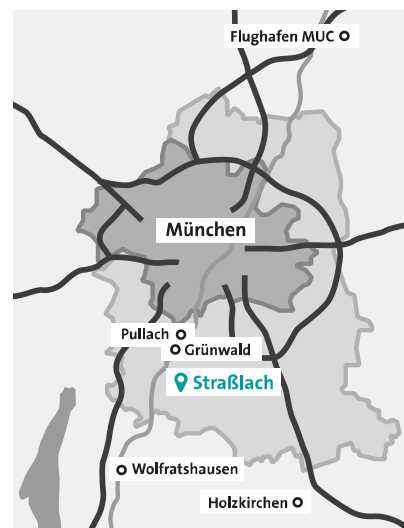 Flughafen MUC
München
Pullach
Grünwald
Straßlach
Wolfratshausen
Holzkirchen